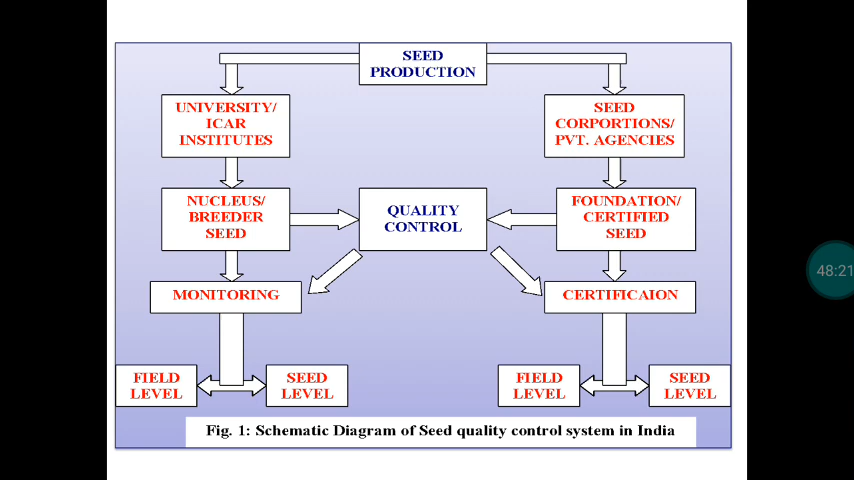 SEED
PRODUCTION
UNIVERSITY/
ICAR
INSTITUTES
SEED
CORPORTIONS/
PVT. AGENCIES
NUCLEUS/
BREEDER
SEED
QUALITY
CONTROL
FOUNDATION/
CERTIFIED
SEED
MONITORING
CERTIFICAION
FIELD
LEVEL
SEED
LEVEL
FIELD
LEVEL
SEED
LEVEL
Fig. 1: Schematic Diagram of Seed quality control system in India
48:21